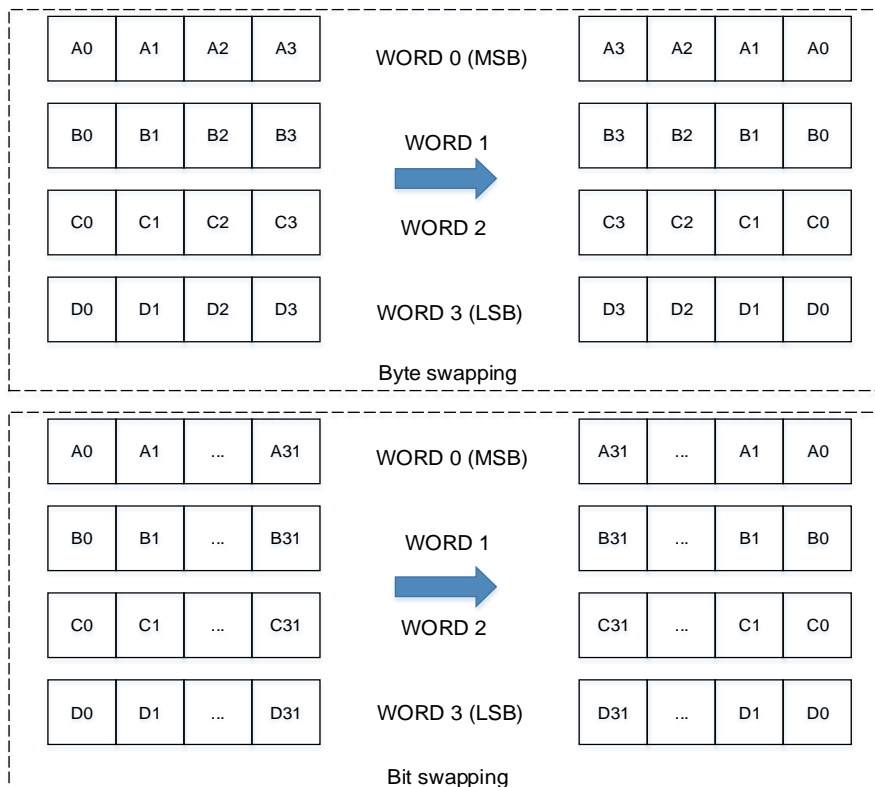 A0 A1 A2 A3 WORD 0 (MSB) A3 A2 A1 A0
B0 B1 B2 B3 WORD 1 B3 B2 B1 B0
C0 C1 C2 C3 WORD 2 C3 C2 C1 C0
D0 D1 D2 D3 WORD 3 (LSB) D3 D2 D1 D0
Byte swapping
A0 A1 ... A31 WORD 0 (MSB) A31 ... A1 A0
B0 B1 ... B31 WORD 1 B31 ... B1 B0
C0 C1 ... C31 WORD 2 C31 ... C1 C0
D0 D1 ... D31 WORD 3 (LSB) D31 ... D1 D0
Bit swapping